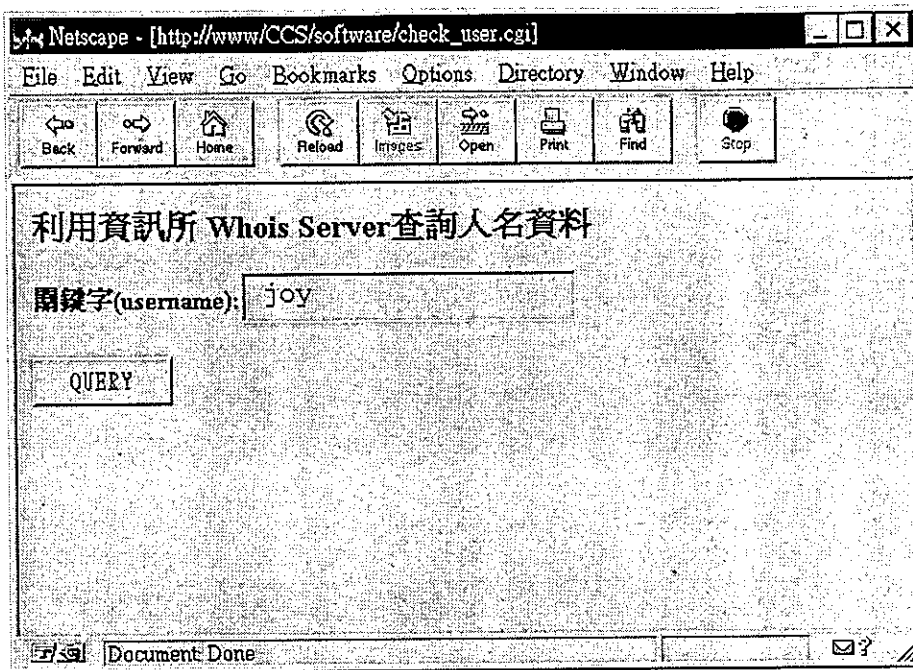 Netscape - [http://www/CCS/software/check_user.cgi]
File Edit View Go Bookmarks Options Directory Window Help
Back Forward Home Reload Images Open Print Find Stop
利用資訊所 Whois Server查詢人名資料
關鍵字(username): joy
QUERY
Document: Done